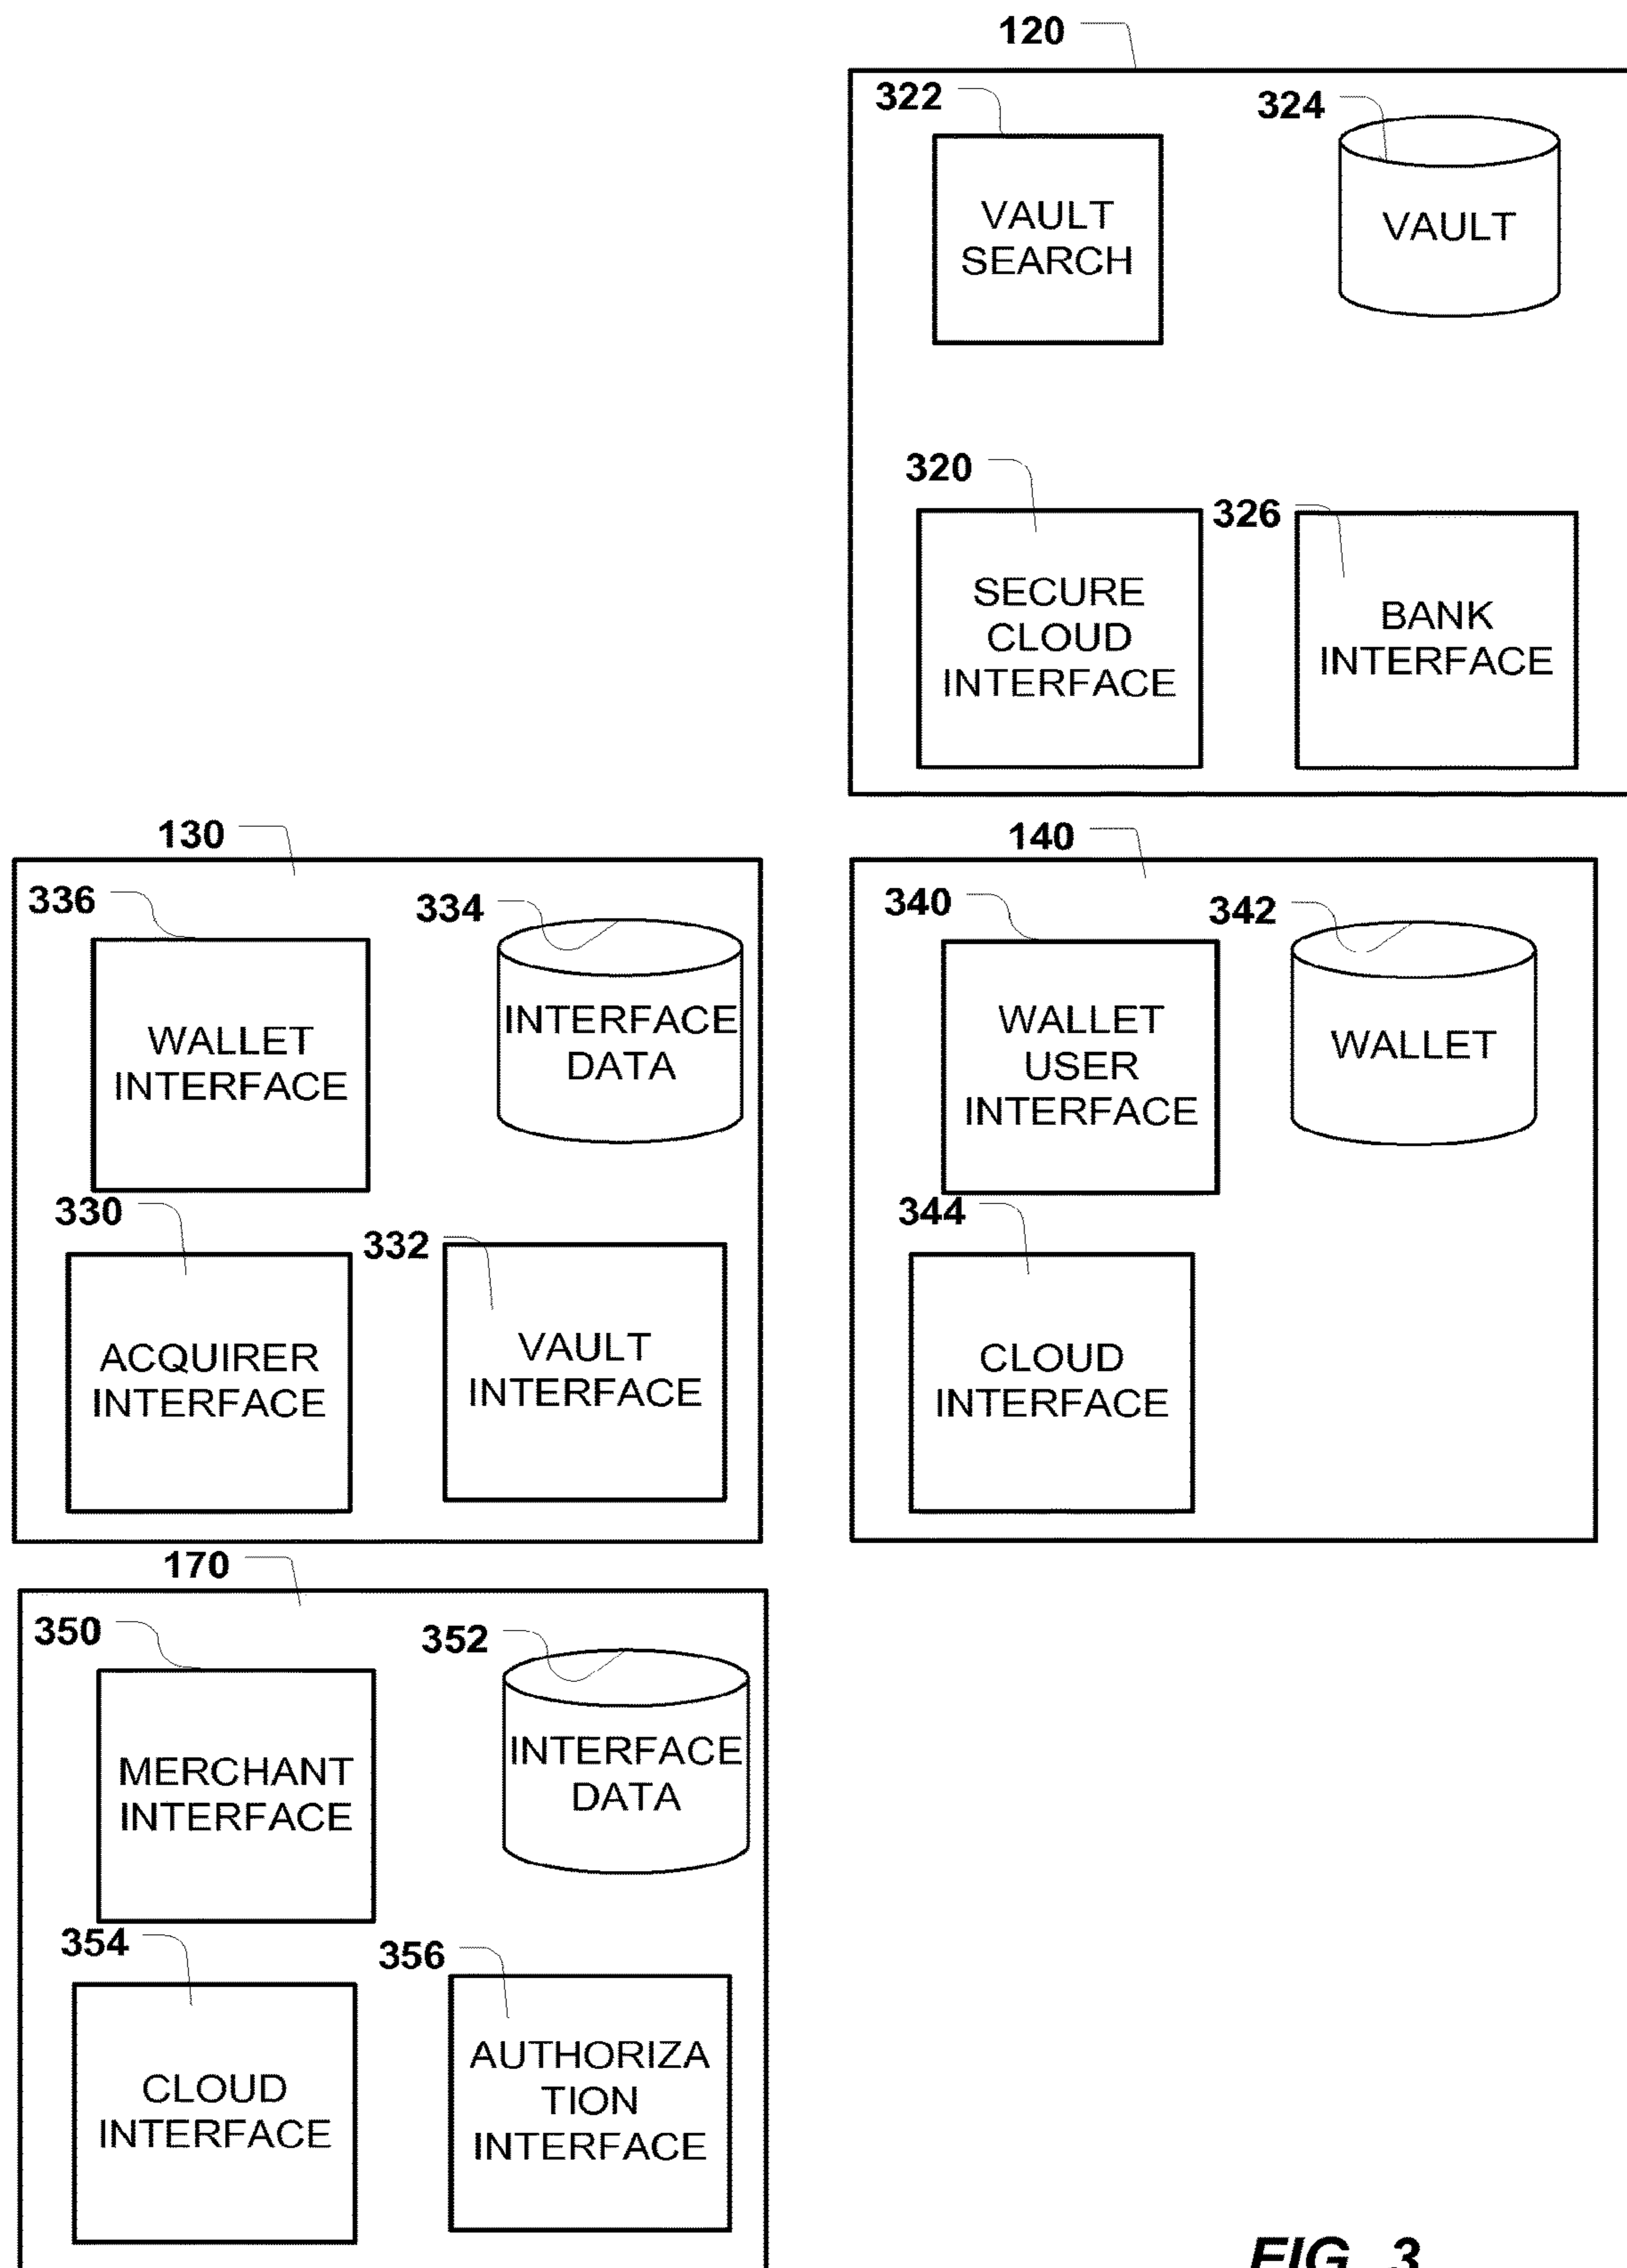 120
322
324
VAULT
SEARCH
VAULT
320
326
SECURE
CLOUD
INTERFACE
BANK
INTERFACE
130
336
334
WALLET
INTERFACE
INTERFACE
DATA
330
332
ACQUIRER
INTERFACE
VAULT
INTERFACE
140
340
342
WALLET
USER
INTERFACE
WALLET
344
CLOUD
INTERFACE
170
350
352
MERCHANT
INTERFACE
INTERFACE
DATA
354
356
CLOUD
INTERFACE
AUTHORIZA
TION
INTERFACE
FIG. 3